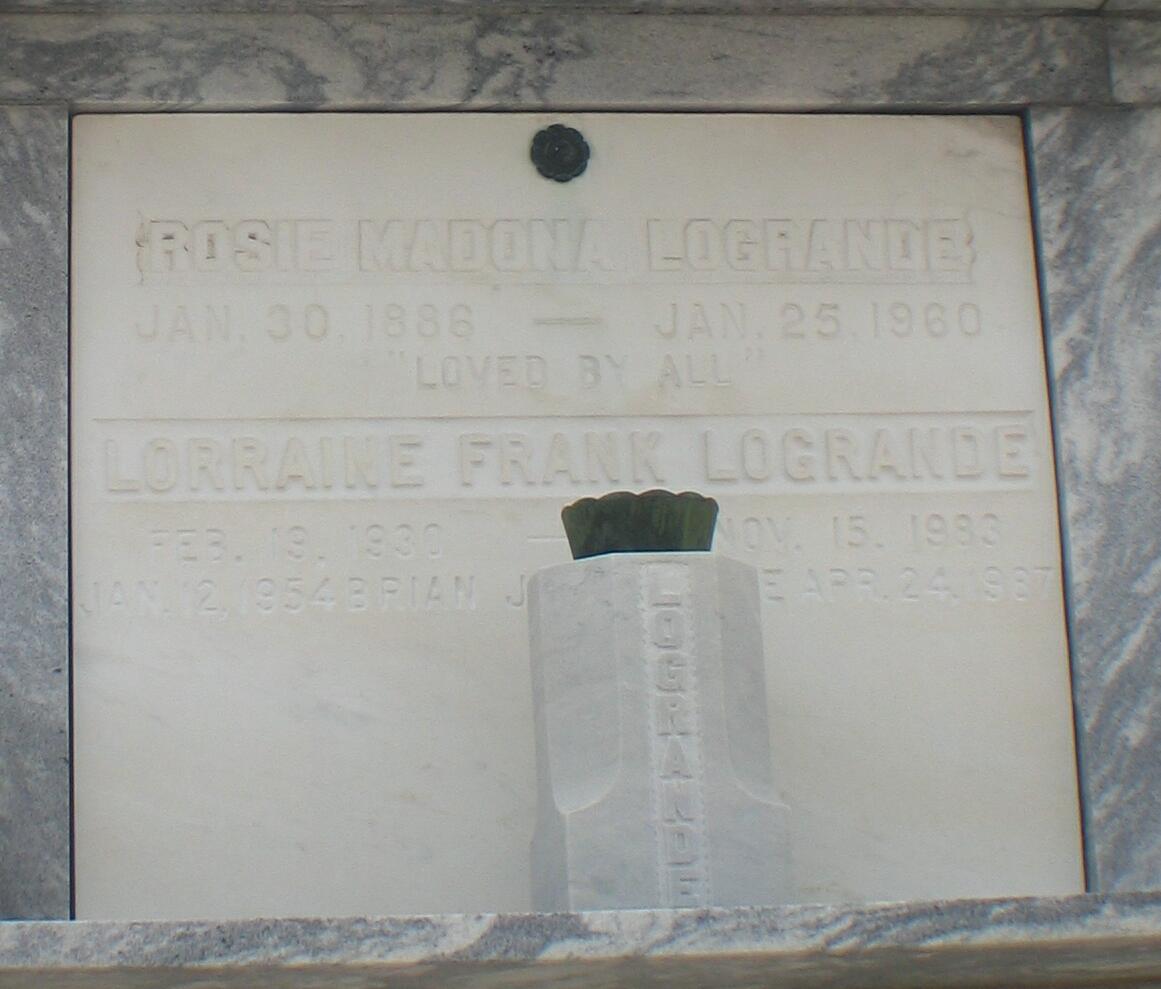 ROSIE MADONA LOGRANDE
JAN. 30, 1886 — JAN. 25, 1960
"LOVED BY ALL"
LORRAINE FRANK LOGRANDE
FEB. 19, 1930 — NOV. 15. 1983
JAN. 12, 1954 BRIAN J E APR. 24, 1987
LOGRANDE